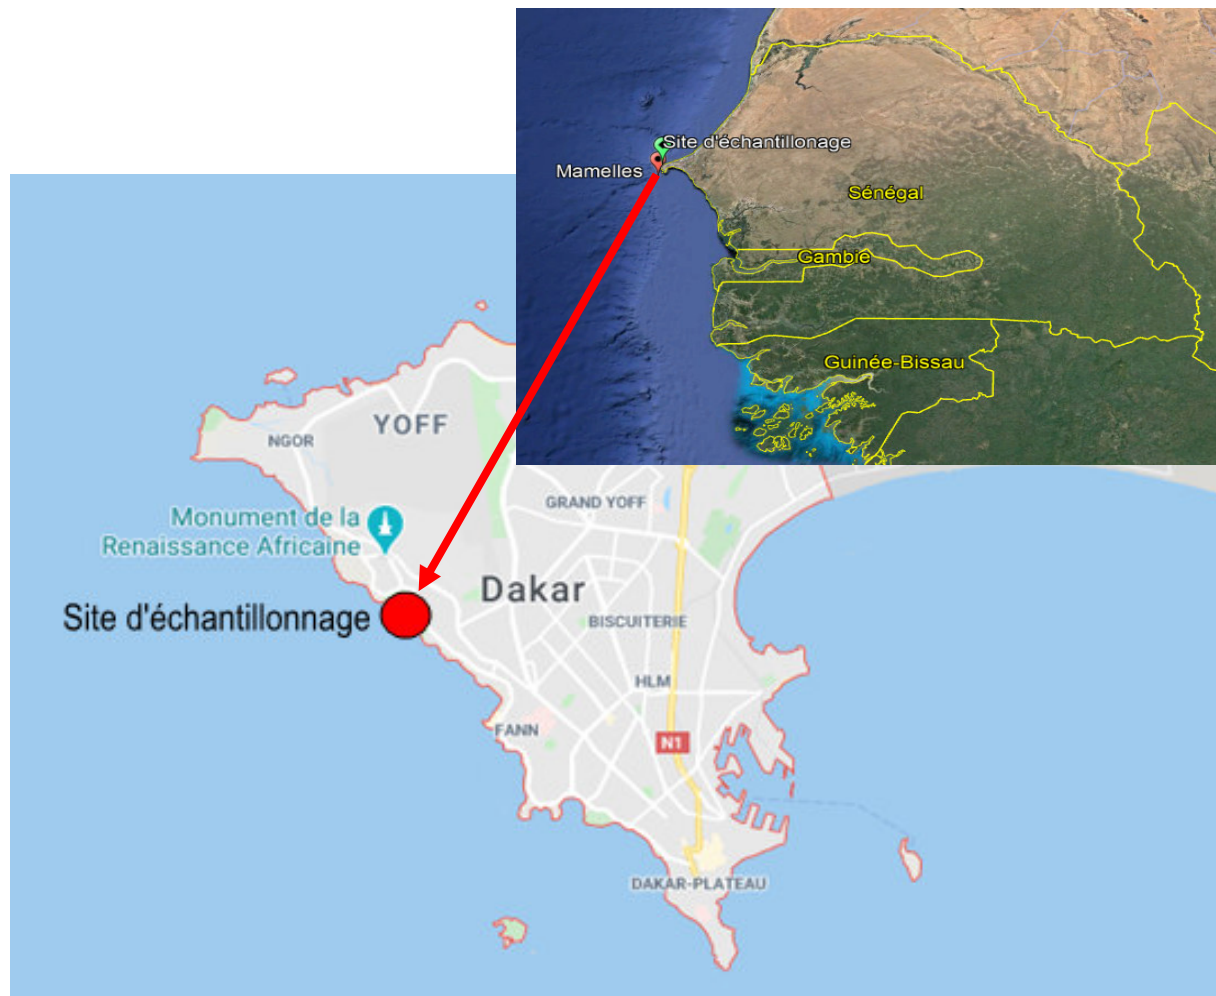 Site d'échantillonage
Mamelles
Sénégal
Gambie
Guinée-Bissau
YOFF
NGOR
GRAND YOFF
Monument de la
Renaissance Africaine
Dakar
Site d'échantillonnage
BISCUITERIE
HLM
FANN
N1
DAKAR-PLATEAU